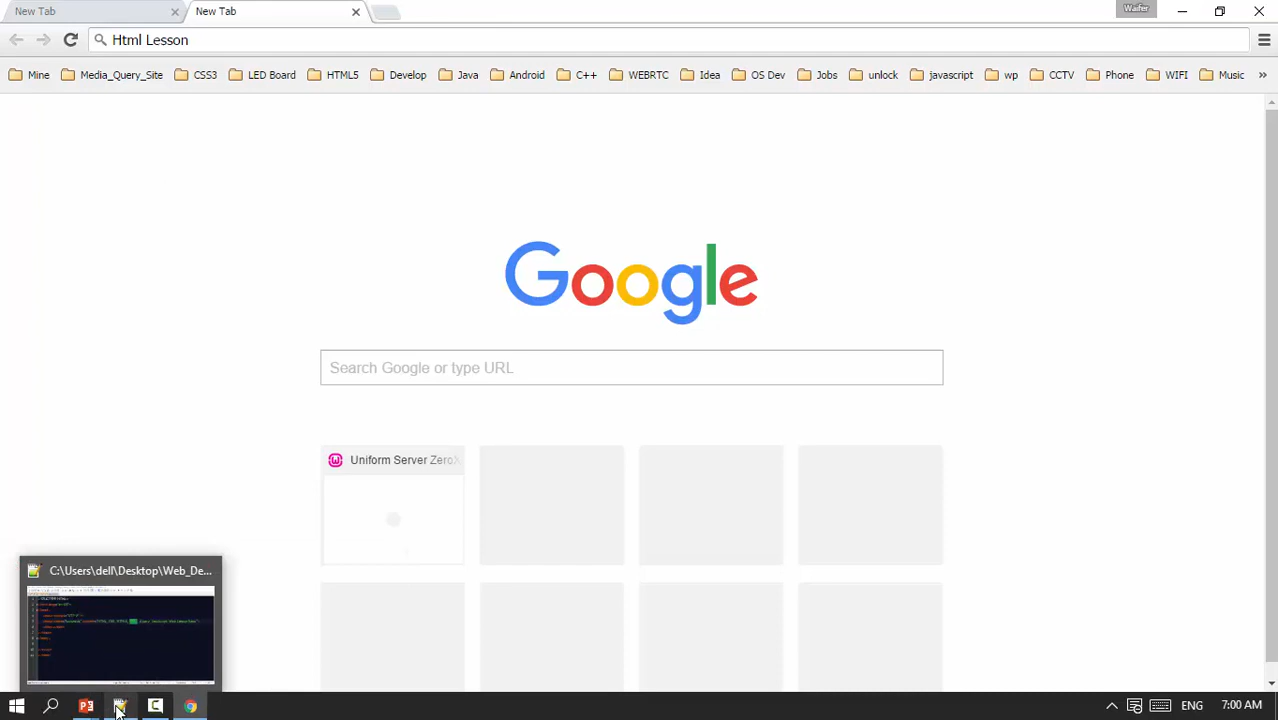 New Tab
New Tab
Waifer
Html Lesson
Mine Media_Query_Site CSS3 LED Board HTML5 Develop Java Android C++ WEBRTC Idea OS Dev Jobs unlock javascript wp CCTV Phone WIFI Music »
Google
Search Google or type URL
Uniform Server ZeroX
C:\Users\dell\Desktop\Web_De...
ENG 7:00 AM